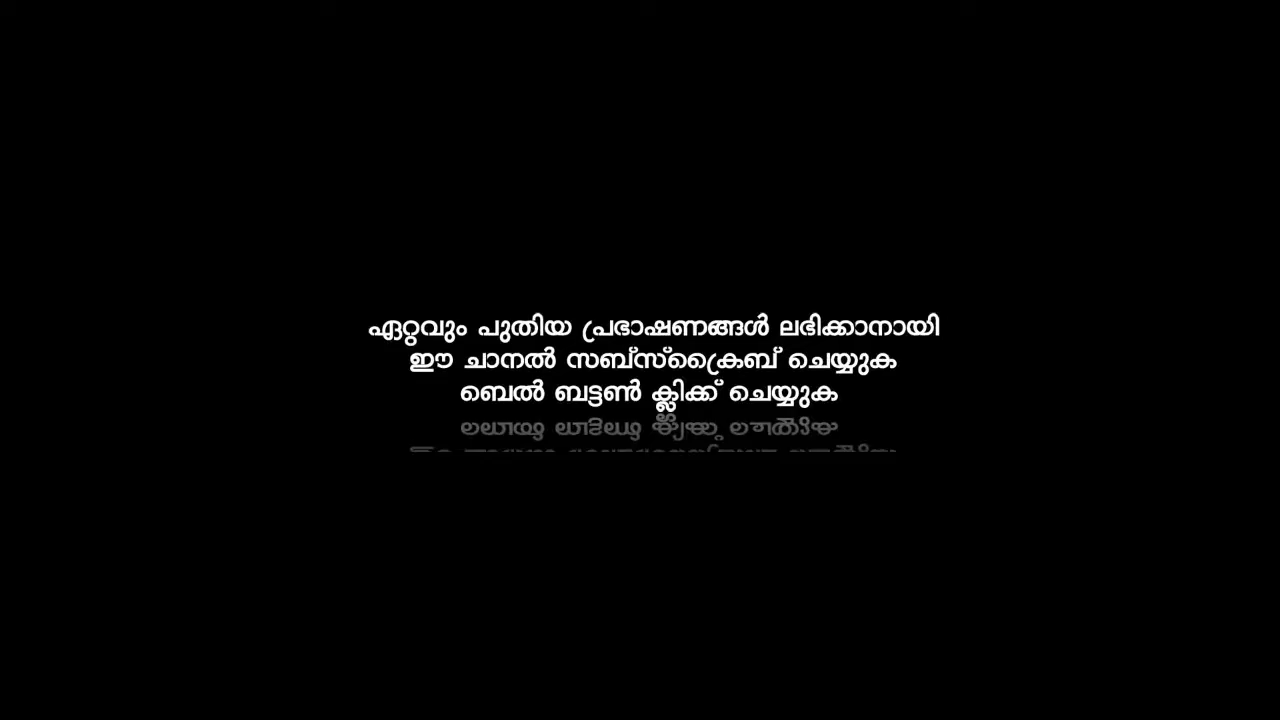 ഏറ്റവും പുതിയ പ്രഭാഷണങ്ങൾ ലഭിക്കാനായി
ഈ ചാനൽ സബ്സ്ക്രൈബ് ചെയ്യുക
ബെൽ ബട്ടൺ ക്ലിക്ക് ചെയ്യുക